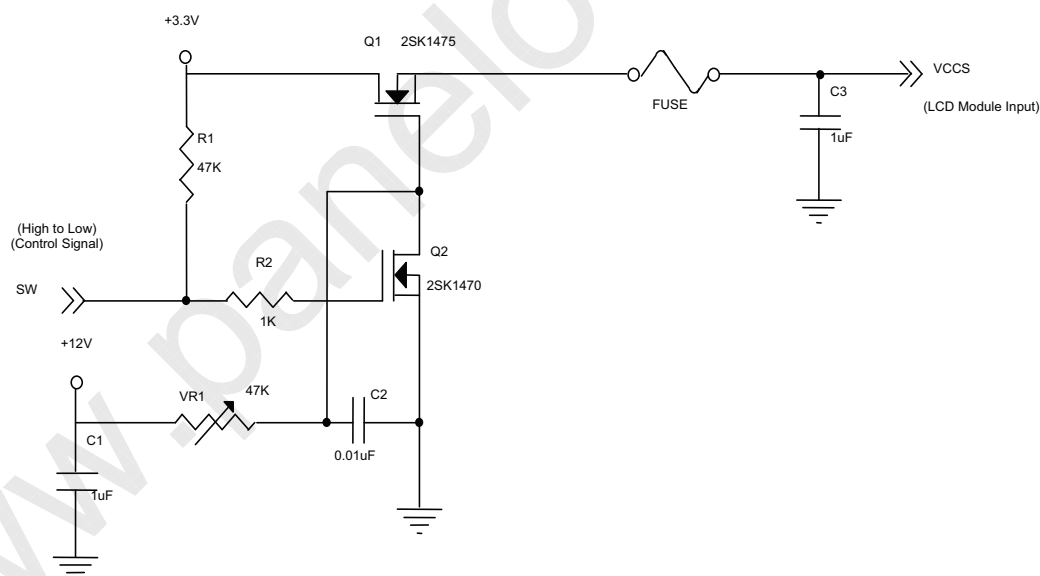 +3.3V
Q1 2SK1475
FUSE
C3
1uF
VCCS
(LCD Module Input)
R1
47K
(High to Low)
(Control Signal)
SW
R2
1K
Q2
2SK1470
+12V
VR1
47K
C2
0.01uF
C1
1uF
www.panelo